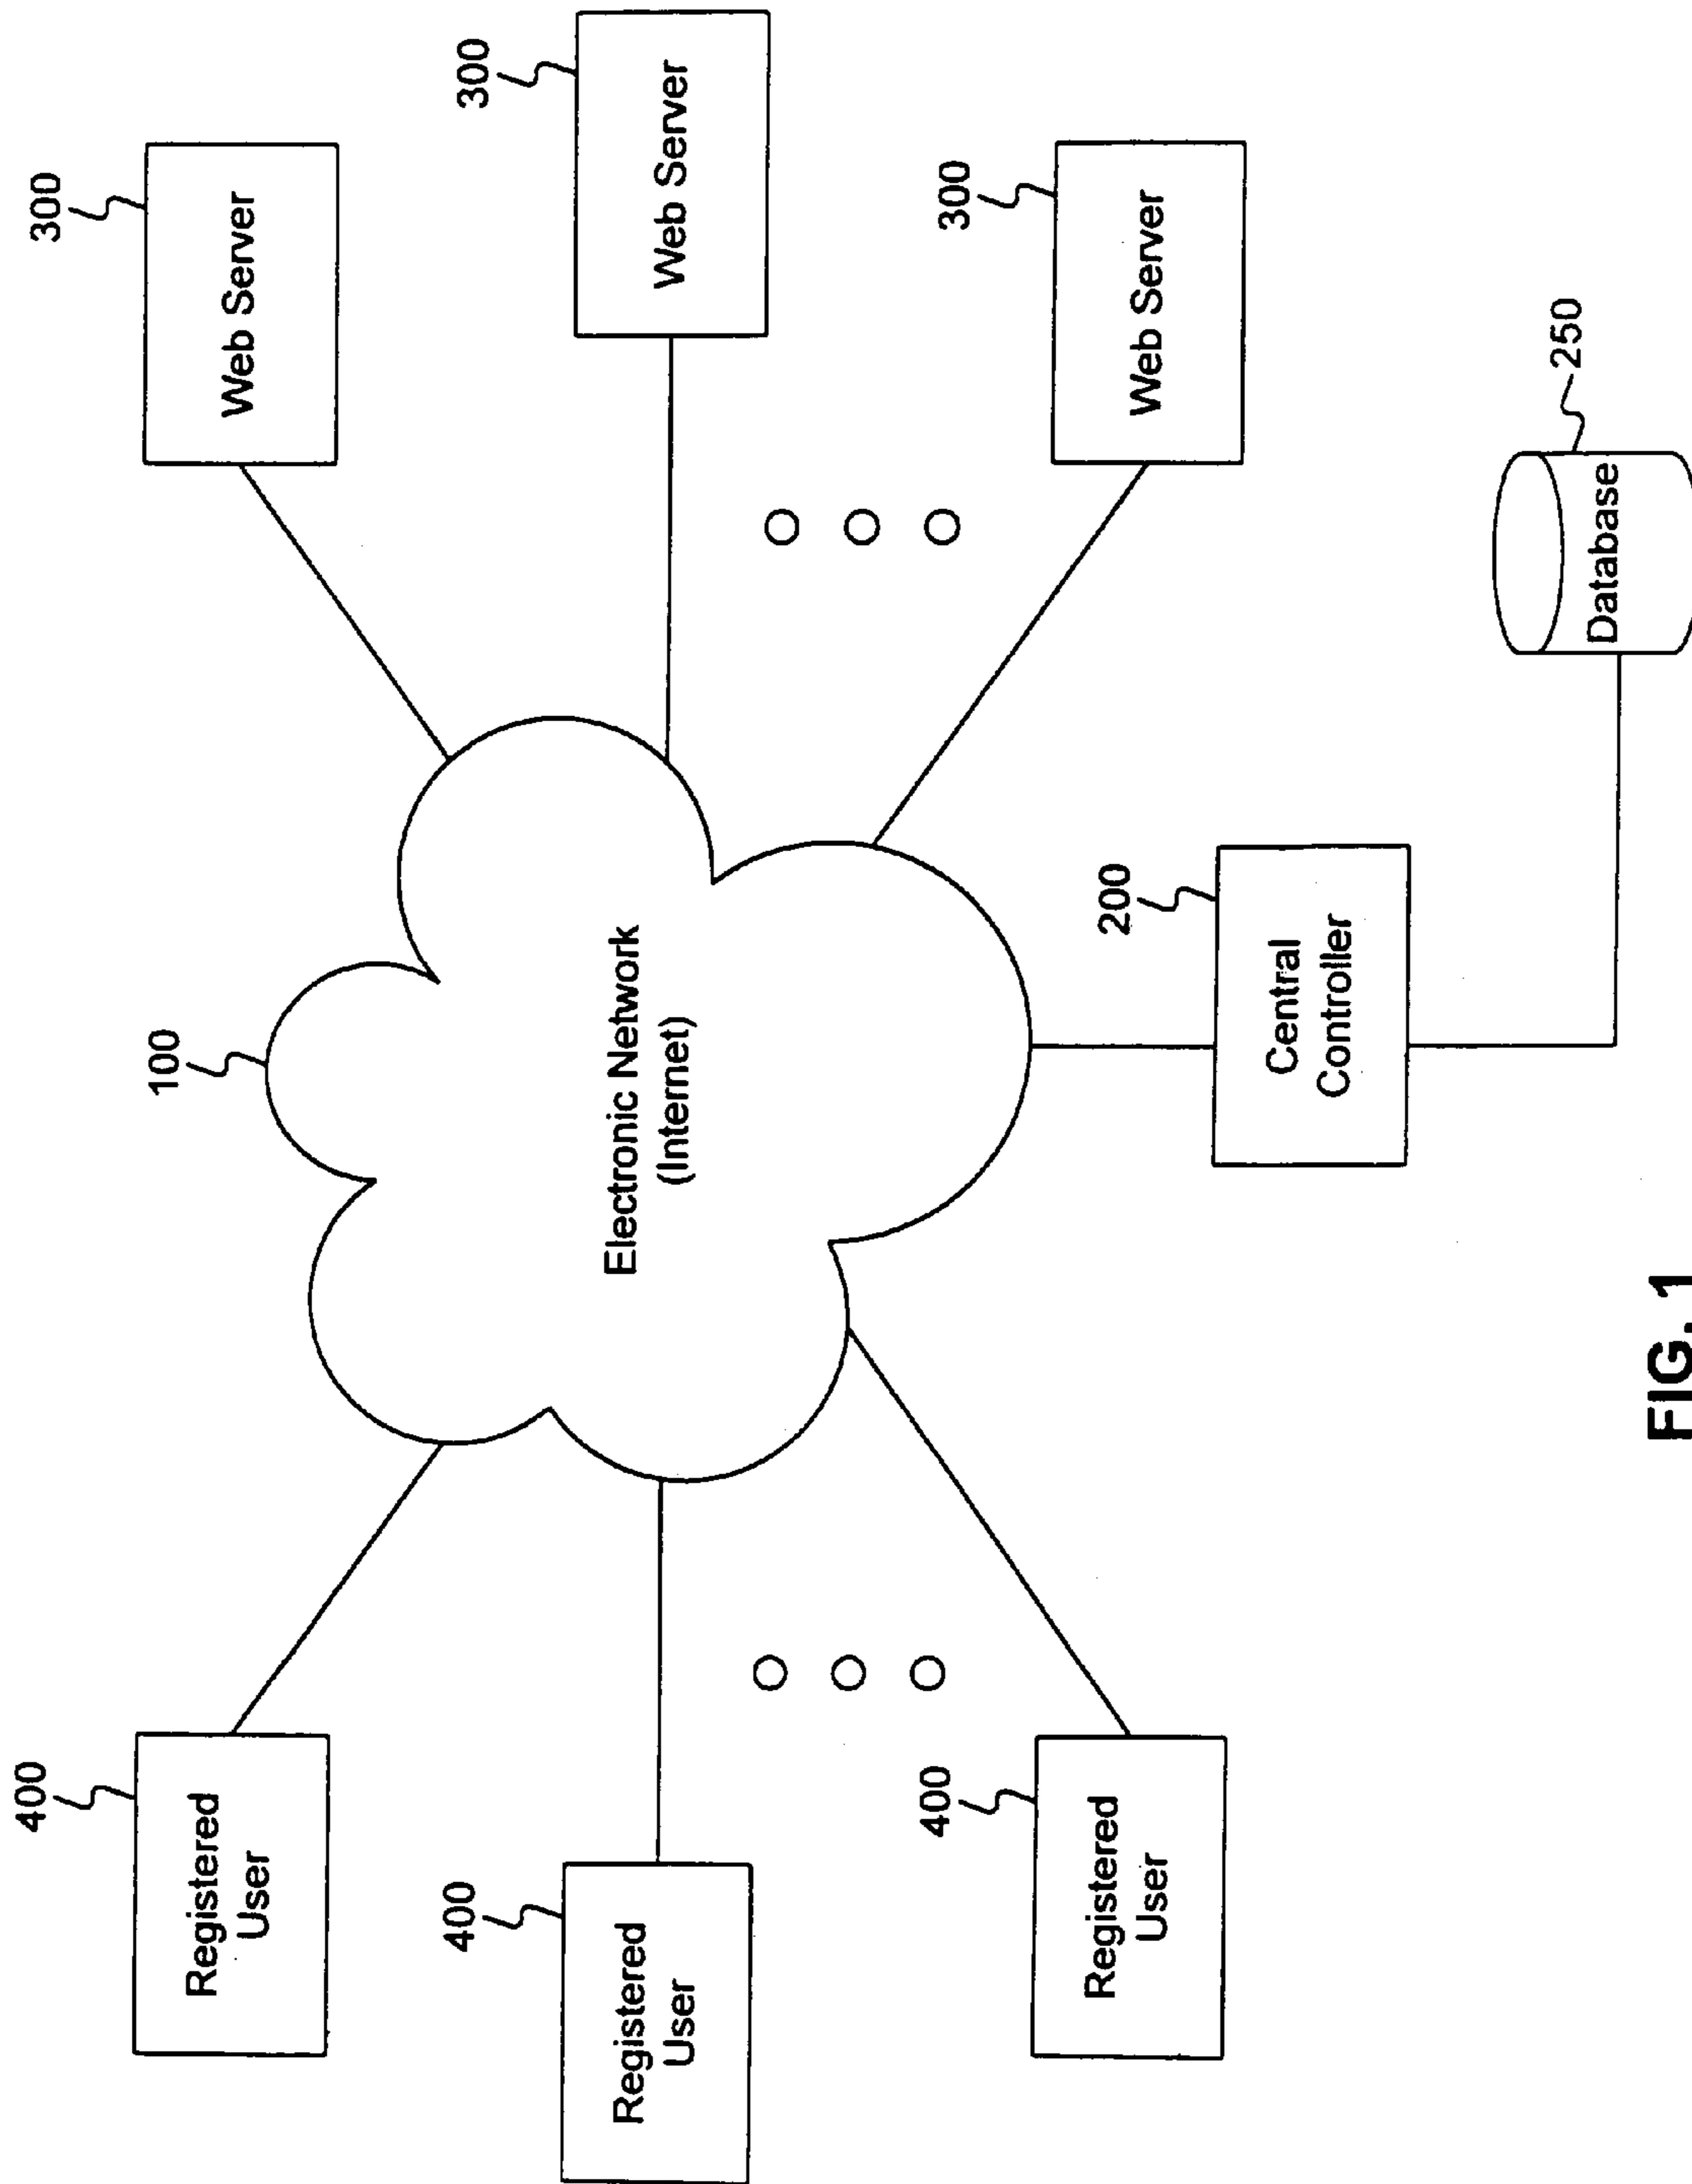 100
Electronic Network
(Internet)
400
Registered
User
400
Registered
User
400
Registered
User
300
Web Server
300
Web Server
300
Web Server
200
Central
Controller
250
Database
FIG. 1